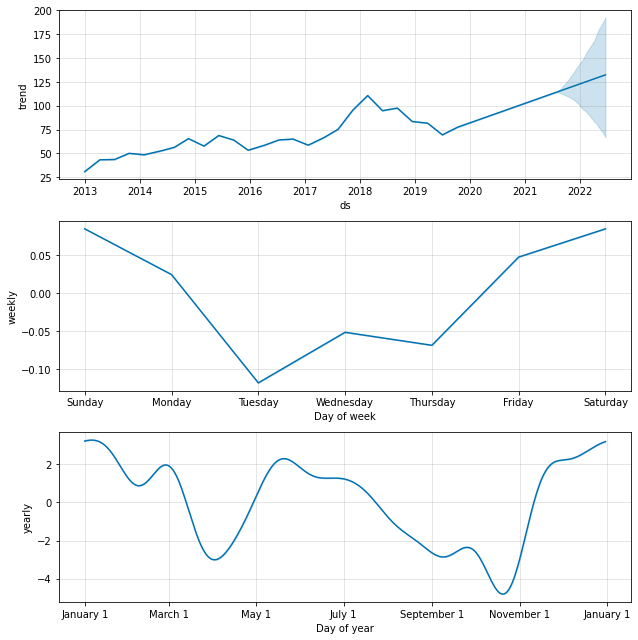 200
175
150
125
100
75
50
25
trend
2013 2014 2015 2016 2017 2018 2019 2020 2021 2022
ds
0.05
0.00
−0.05
−0.10
weekly
Sunday Monday Tuesday Wednesday Thursday Friday Saturday
Day of week
2
0
−2
−4
yearly
January 1 March 1 May 1 July 1 September 1 November 1 January 1
Day of year